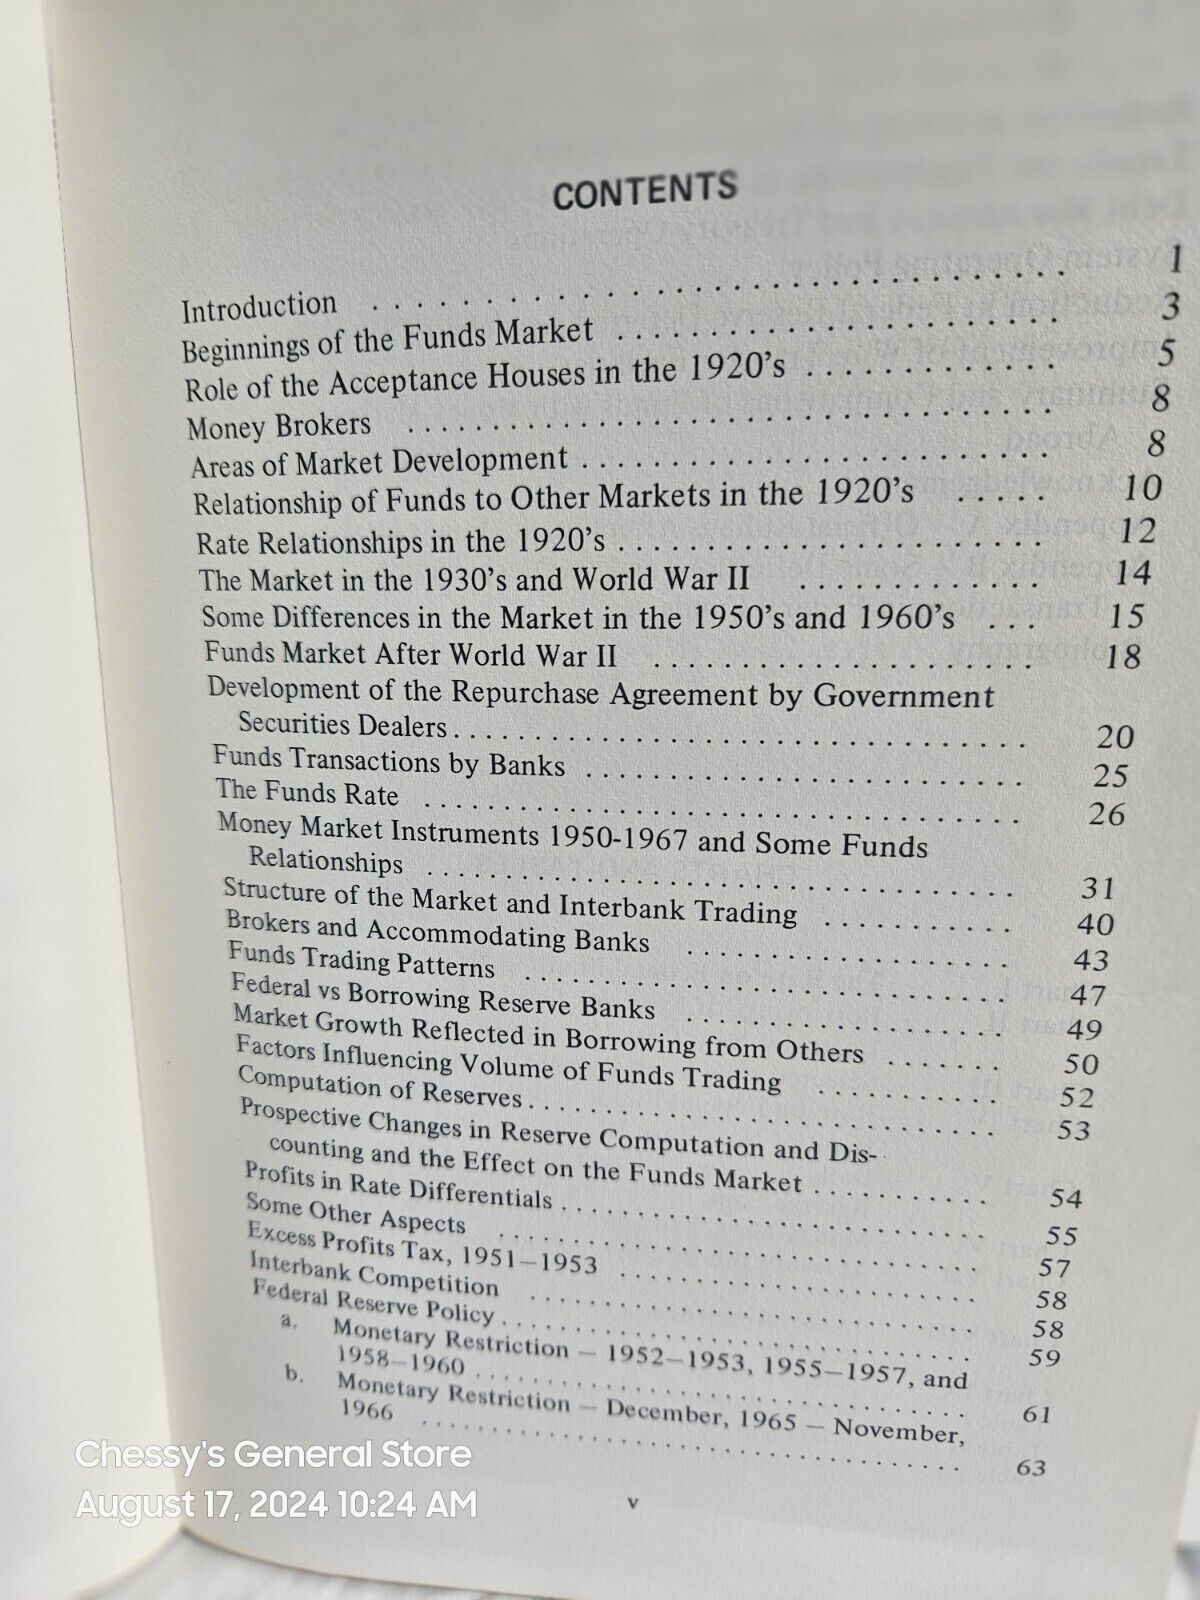 CONTENTS
Introduction . . . . . . . . . . . . . . . . . . . . . . . . 1
Beginnings of the Funds Market . . . . . . . . . . . . . . . . 3
Role of the Acceptance Houses in the 1920's . . . . . . . . . . . . . 5
Money Brokers . . . . . . . . . . . . . . . . . . . . . . . 8
Areas of Market Development . . . . . . . . . . . . . . . . . . 8
Relationship of Funds to Other Markets in the 1920's . . . . . 10
Rate Relationships in the 1920's . . . . . . . . . . . . . . . . . 12
The Market in the 1930's and World War II . . . . . . . . . . . . 14
Some Differences in the Market in the 1950's and 1960's . . . 15
Funds Market After World War II . . . . . . . . . . . . . . . . 18
Development of the Repurchase Agreement by Government
Securities Dealers . . . . . . . . . . . . . . . . . . . . . . . 20
Funds Transactions by Banks . . . . . . . . . . . . . . . . . . 25
The Funds Rate . . . . . . . . . . . . . . . . . . . . . . . . 26
Money Market Instruments 1950-1967 and Some Funds
Relationships . . . . . . . . . . . . . . . . . . . . . . . . 31
Structure of the Market and Interbank Trading . . . . . . . . . . 40
Brokers and Accommodating Banks . . . . . . . . . . . . . . . 43
Funds Trading Patterns . . . . . . . . . . . . . . . . . . . . 47
Federal vs Borrowing Reserve Banks . . . . . . . . . . . . . . . 49
Market Growth Reflected in Borrowing from Others . . . . . . . 50
Factors Influencing Volume of Funds Trading . . . . . . . . . . 52
Computation of Reserves . . . . . . . . . . . . . . . . . . . . 53
Prospective Changes in Reserve Computation and Dis-
counting and the Effect on the Funds Market . . . . . . . . . . 54
Profits in Rate Differentials . . . . . . . . . . . . . . . . . . . 55
Some Other Aspects . . . . . . . . . . . . . . . . . . . . . 57
Excess Profits Tax, 1951–1953 . . . . . . . . . . . . . . . . . 58
Interbank Competition . . . . . . . . . . . . . . . . . . . . 58
Federal Reserve Policy . . . . . . . . . . . . . . . . . . . . . 59
a. Monetary Restriction – 1952–1953, 1955–1957, and
1958–1960 . . . . . . . . . . . . . . . . . . . . . . . 61
b. Monetary Restriction – December, 1965 – November,
1966 . . . . . . . . . . . . . . . . . . . . . . . . . 63
v
Chessy's General Store
August 17, 2024 10:24 AM